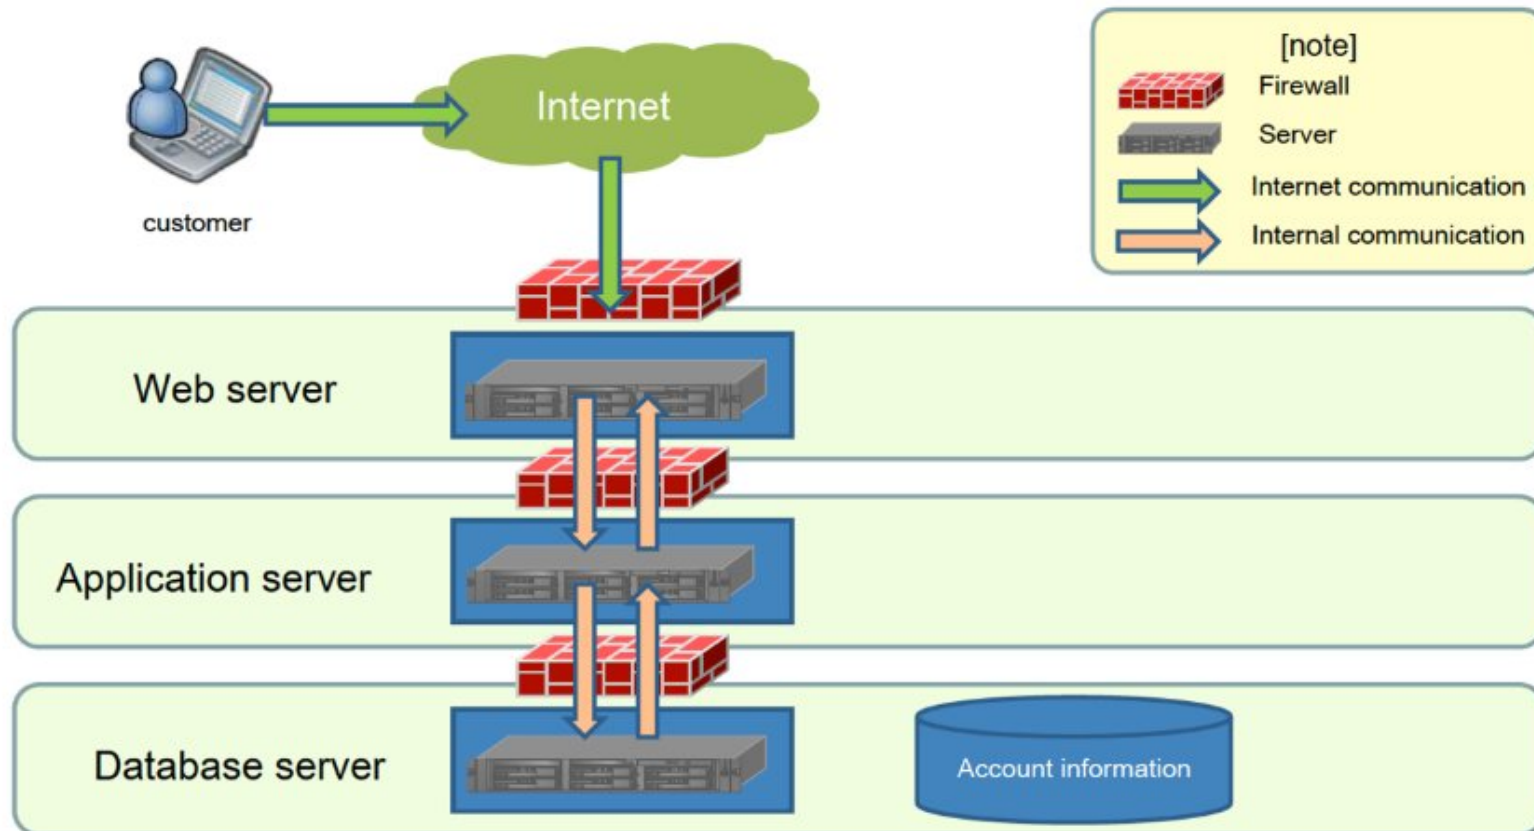 [note]
Firewall
Server
Internet communication
Internal communication
Internet
customer
Web server
Application server
Database server
Account information